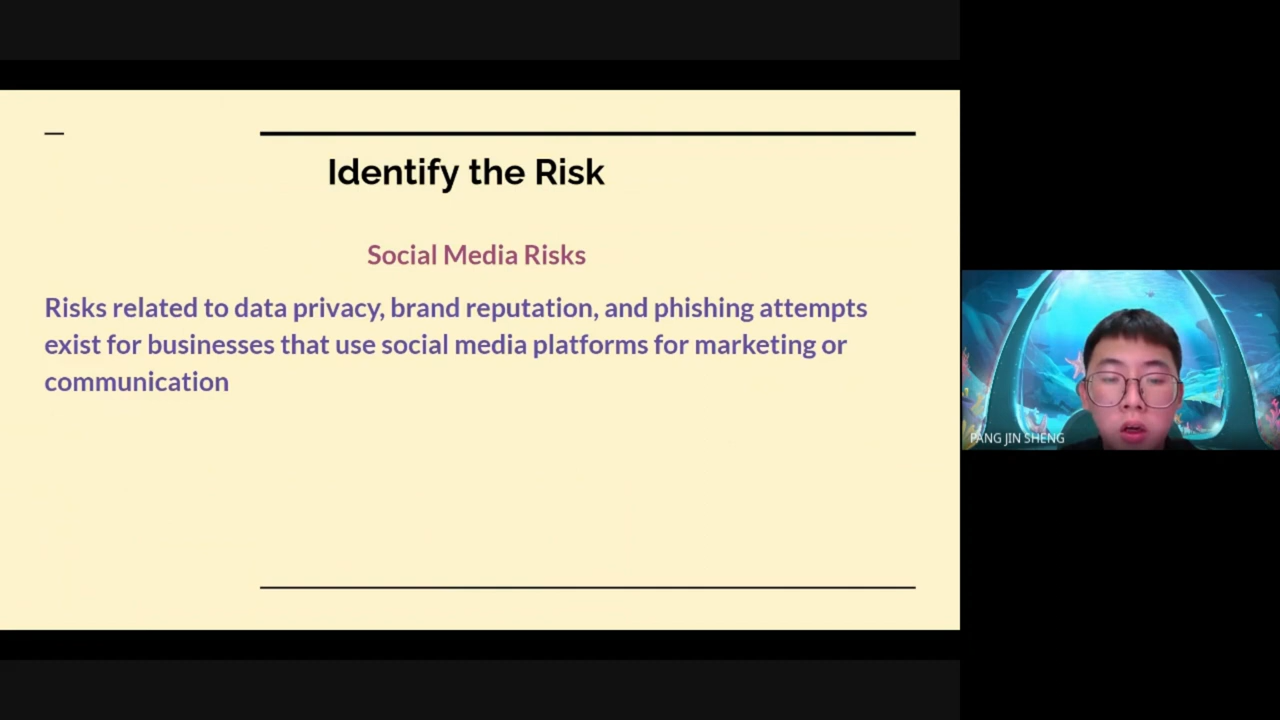 Identify the Risk
Social Media Risks
Risks related to data privacy, brand reputation, and phishing attempts
exist for businesses that use social media platforms for marketing or
communication
PANG JIN SHENG